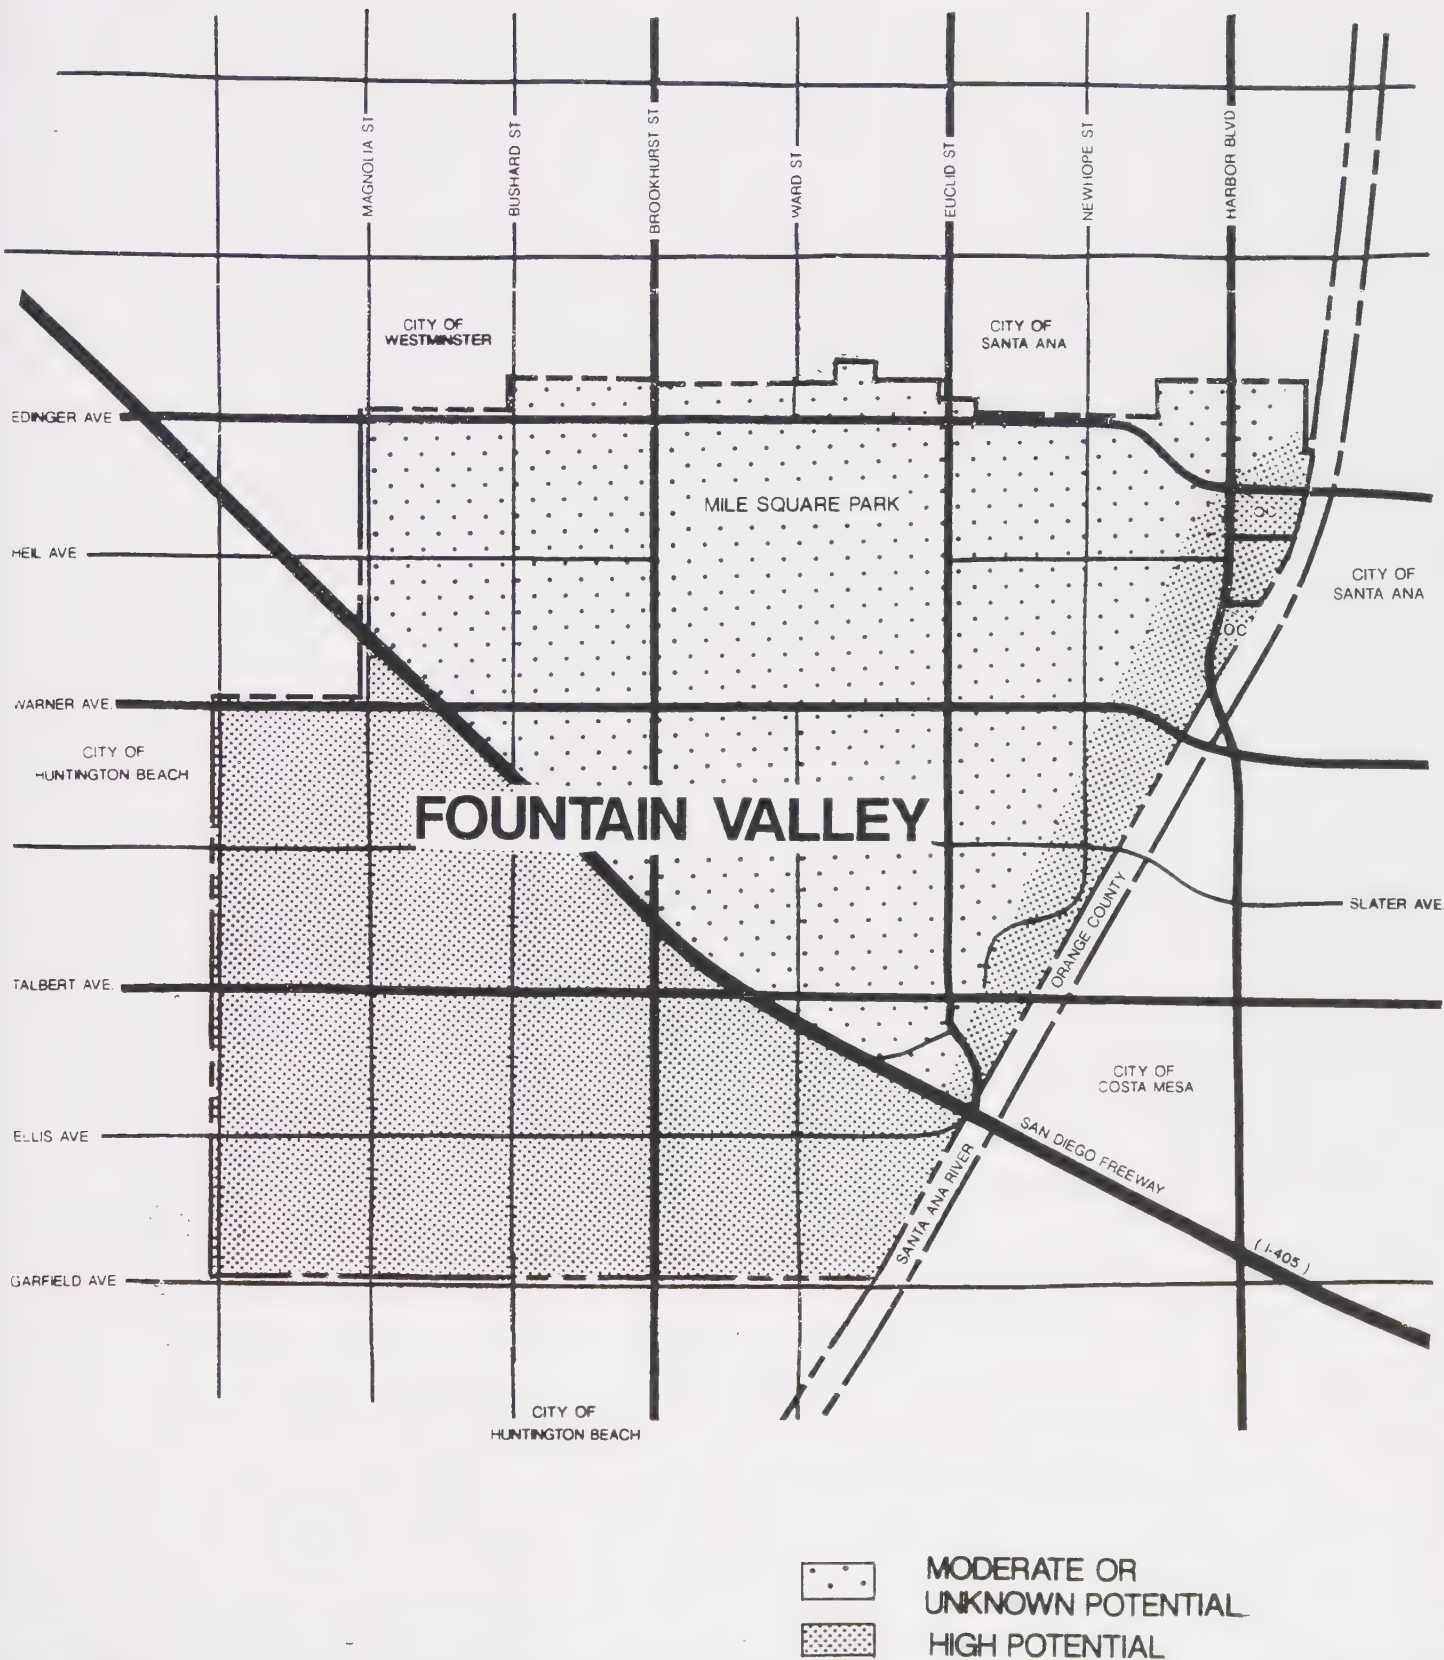 MAGNOLIA ST
BUSHARD ST
BROOKHURST ST
WARD ST
EUCLID ST
NEWHOPE ST
HARBOR BLVD
CITY OF
WESTMINSTER
CITY OF
SANTA ANA
EDINGER AVE
MILE SQUARE PARK
OC
HEIL AVE
CITY OF
SANTA ANA
OC
WARNER AVE.
CITY OF
HUNTINGTON BEACH
FOUNTAIN VALLEY
SLATER AVE.
ORANGE COUNTY
TALBERT AVE.
CITY OF
COSTA MESA
ELLIS AVE
SAN DIEGO FREEWAY
SANTA ANA RIVER
(I-405)
GARFIELD AVE
CITY OF
HUNTINGTON BEACH
MODERATE OR
UNKNOWN POTENTIAL
HIGH POTENTIAL